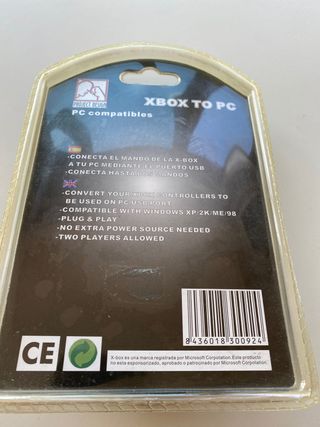 PROJECT DESIGN
XBOX TO PC
PC compatibles
-CONECTA EL MANDO DE LA X-BOX
A TU PC MEDIANTE EL PUERTO USB
-CONECTA HASTA
-CONVERT YOUR CONTROLLERS TO
BE USED ON PC USB PORT
-COMPATIBLE WITH WINDOWS XP/2K/ME/98
-PLUG & PLAY
-NO EXTRA POWER SOURCE NEEDED
-TWO PLAYERS ALLOWED
8 436018 300924
CE
X-box es una marca registrada por Microsoft Corporation.Este producto
no esta esponsorizado, aprobado o patrocinado por Microsoft Corporation.